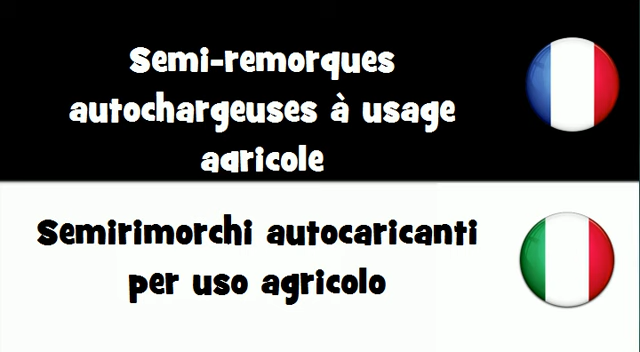 Semi-remorques
autochargeuses à usage
agricole
Semirimorchi autocaricanti
per uso agricolo